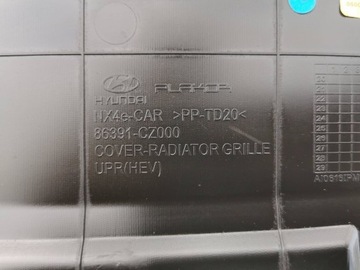 HYUNDAI
NX4e-CAR >PP-TD20<
86391-CZ000
COVER-RADIATOR GRILLE
UPR(HEV)